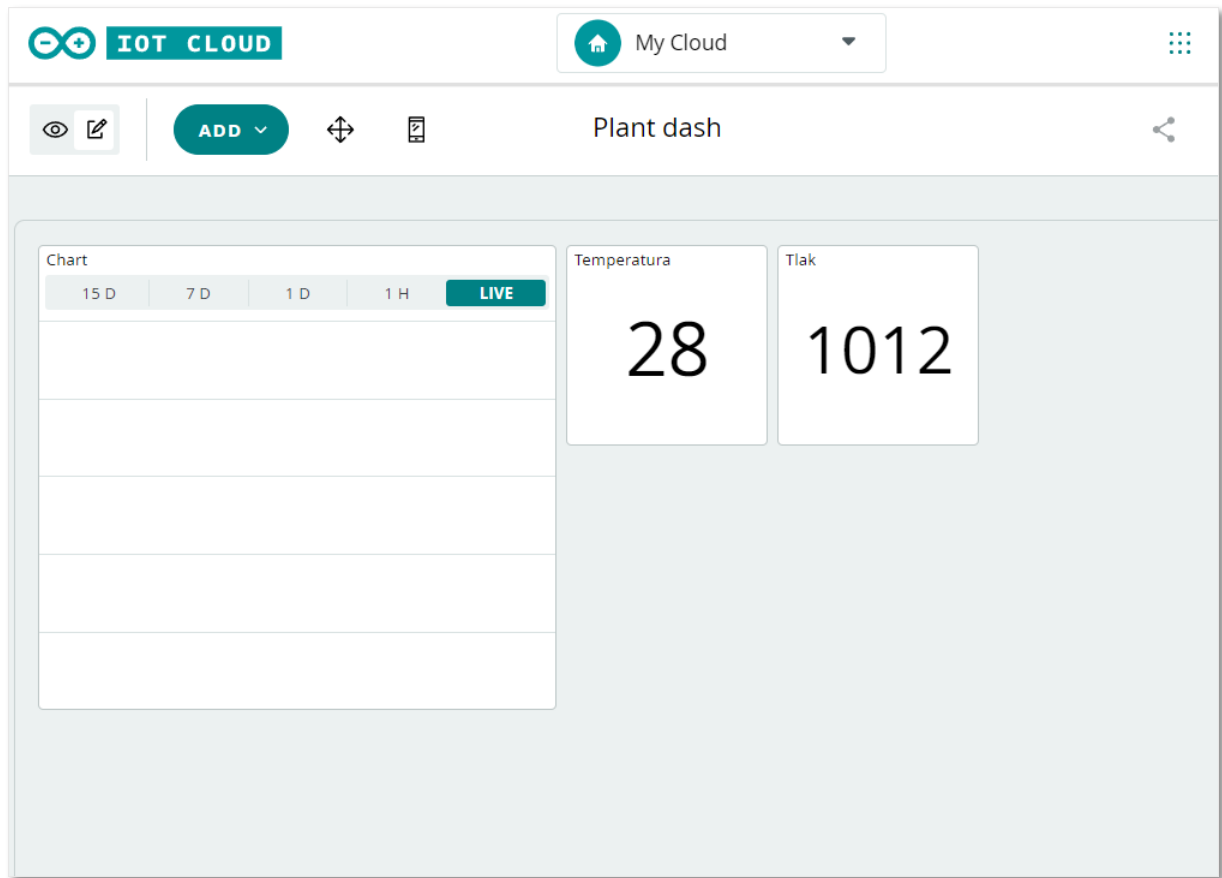 IOT CLOUD
My Cloud
ADD
Plant dash
Chart
15 D 7 D 1 D 1 H LIVE
Temperatura
28
Tlak
1012